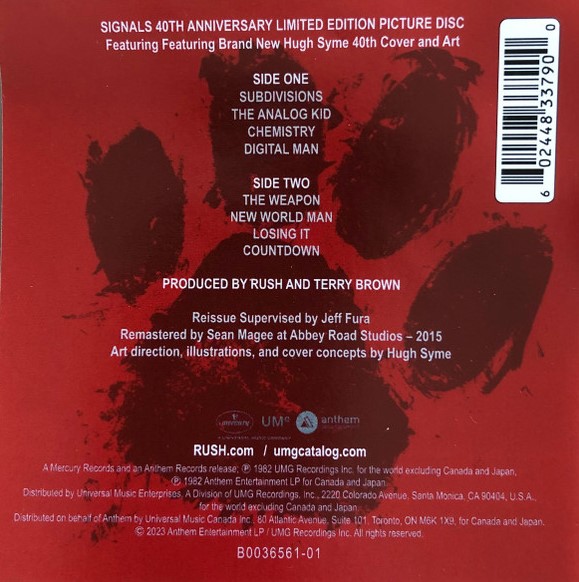 SIGNALS 40TH ANNIVERSARY LIMITED EDITION PICTURE DISC
Featuring Featuring Brand New Hugh Syme 40th Cover and Art
SIDE ONE
SUBDIVISIONS
THE ANALOG KID
CHEMISTRY
DIGITAL MAN
SIDE TWO
THE WEAPON
NEW WORLD MAN
LOSING IT
COUNTDOWN
PRODUCED BY RUSH AND TERRY BROWN
Reissue Supervised by Jeff Fura
Remastered by Sean Magee at Abbey Road Studios – 2015
Art direction, illustrations, and cover concepts by Hugh Syme
mercury
UMe
anthem
RUSH.com / umgcatalog.com
A Mercury Records and an Anthem Records release; ℗ 1982 UMG Recordings Inc. for the world excluding Canada and Japan,
℗ 1982 Anthem Entertainment LP for Canada and Japan.
Distributed by Universal Music Enterprises, A Division of UMG Recordings, Inc., 2220 Colorado Avenue, Santa Monica, CA 90404, U.S.A.,
for the world excluding Canada and Japan.
Distributed on behalf of Anthem by Universal Music Canada Inc., 80 Atlantic Avenue, Suite 101, Toronto, ON M6K 1X9, for Canada and Japan.
© 2023 Anthem Entertainment LP / UMG Recordings Inc. All rights reserved.
B0036561-01
6 02448 33790 0